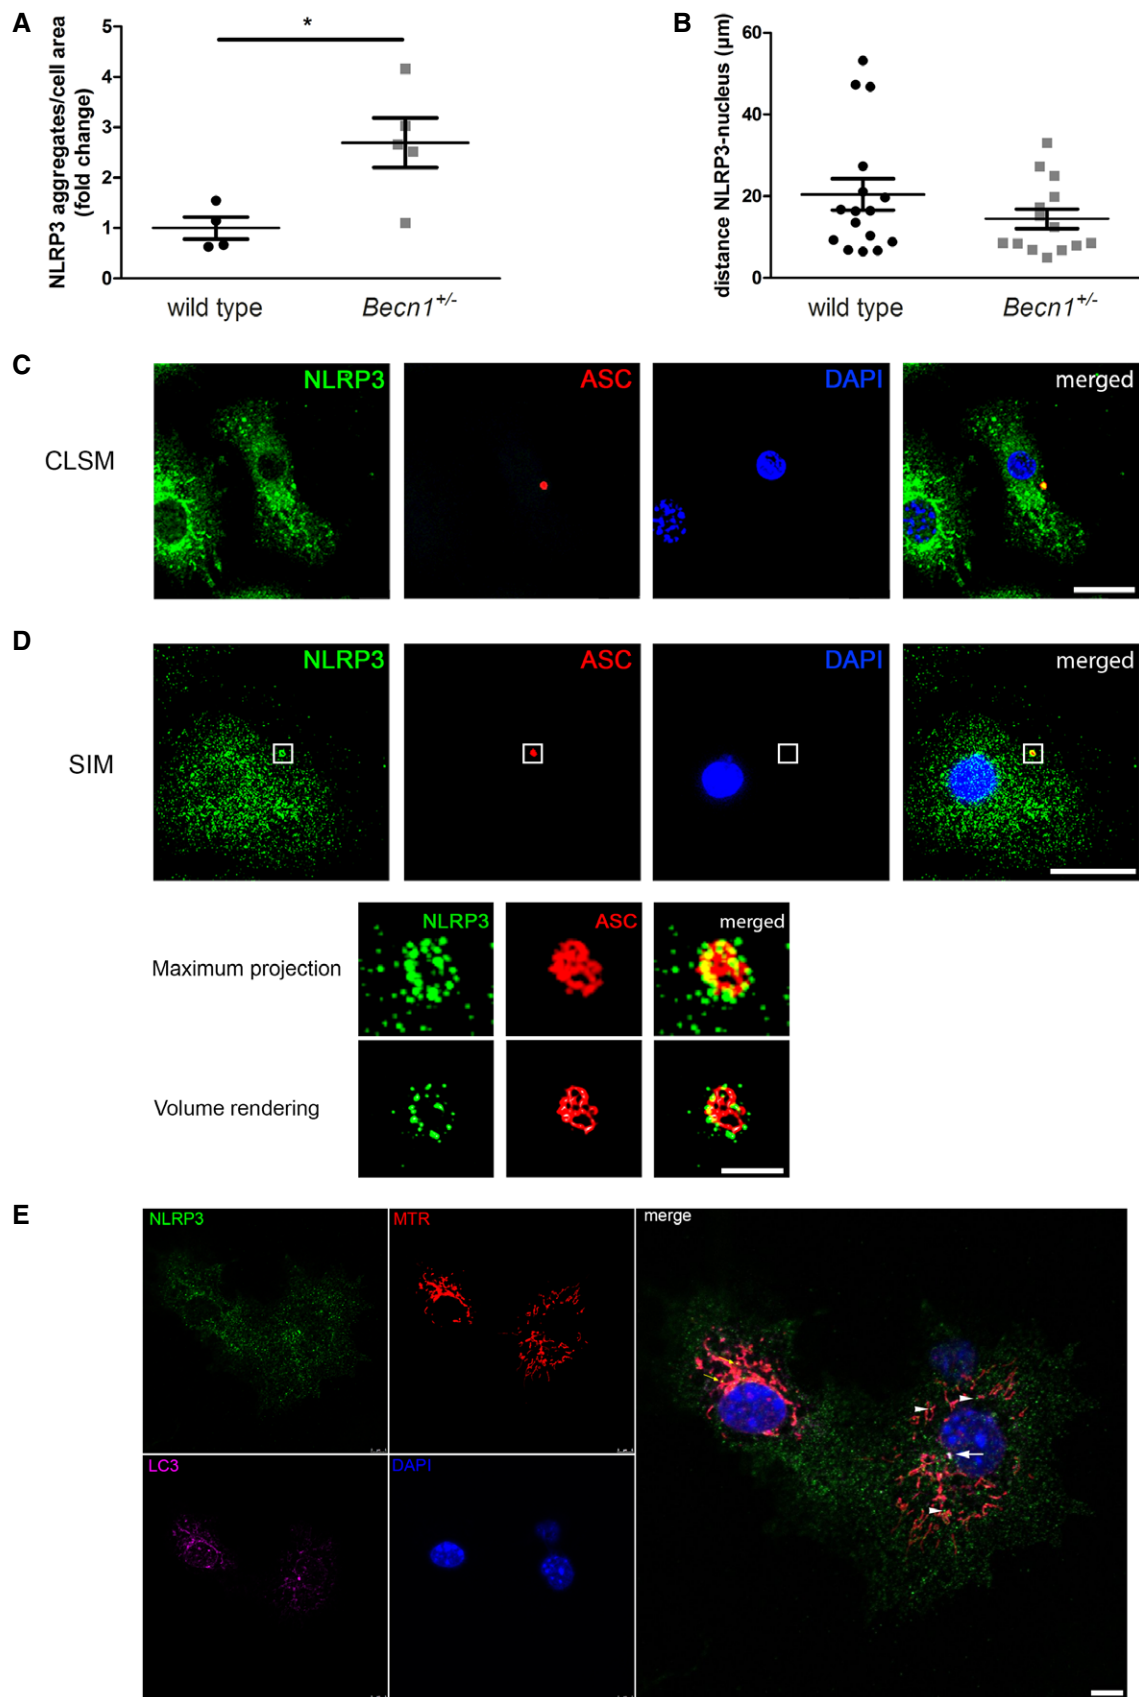 A
NLRP3 aggregates/cell area
(fold change)
5
4
3
2
1
0
*
wild type
Becn1+/-
B
distance NLRP3-nucleus (µm)
60
40
20
0
wild type
Becn1+/-
C
CLSM
NLRP3
ASC
DAPI
merged
D
SIM
NLRP3
ASC
DAPI
merged
Maximum projection
NLRP3
ASC
merged
Volume rendering
E
NLRP3
MTR
merge
LC3
DAPI